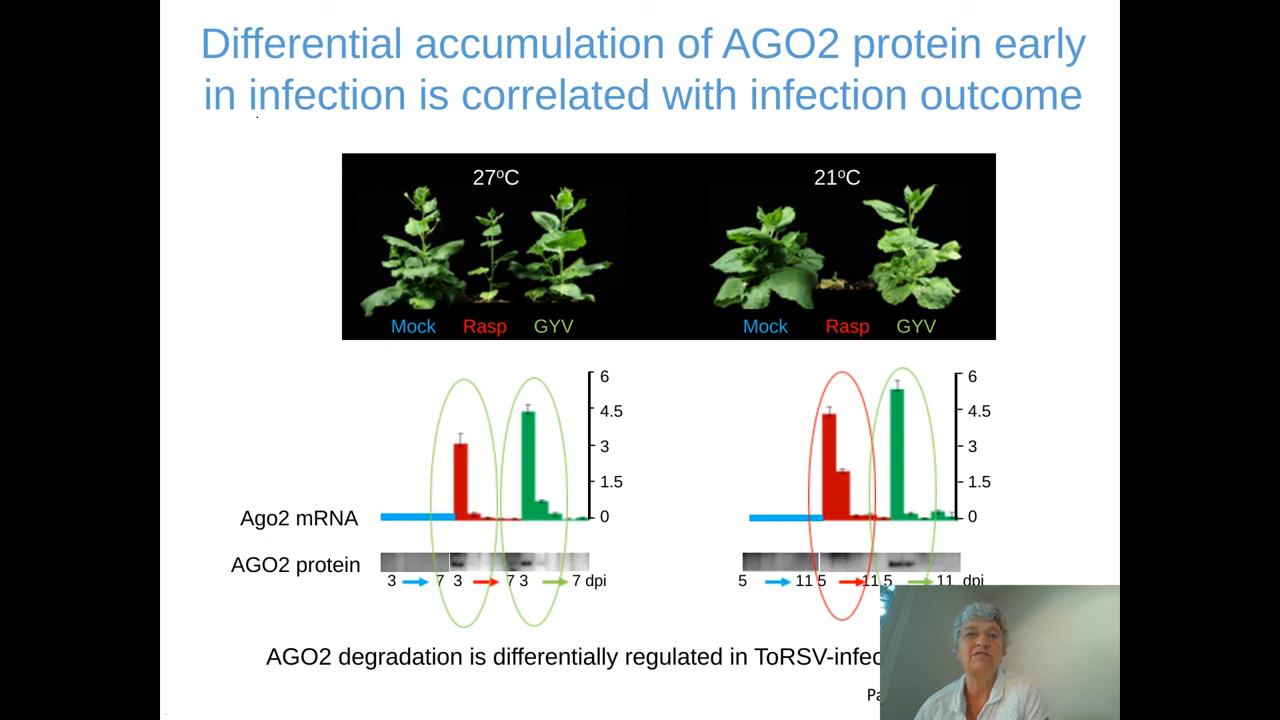 Differential accumulation of AGO2 protein early
in infection is correlated with infection outcome
27ºC
21ºC
Mock Rasp GYV
Mock Rasp GYV
6
4.5
3
1.5
0
6
4.5
3
1.5
0
Ago2 mRNA
AGO2 protein
3 7 3 7 3 7 dpi
5 11 5 11 5 11 dpi
AGO2 degradation is differentially regulated in